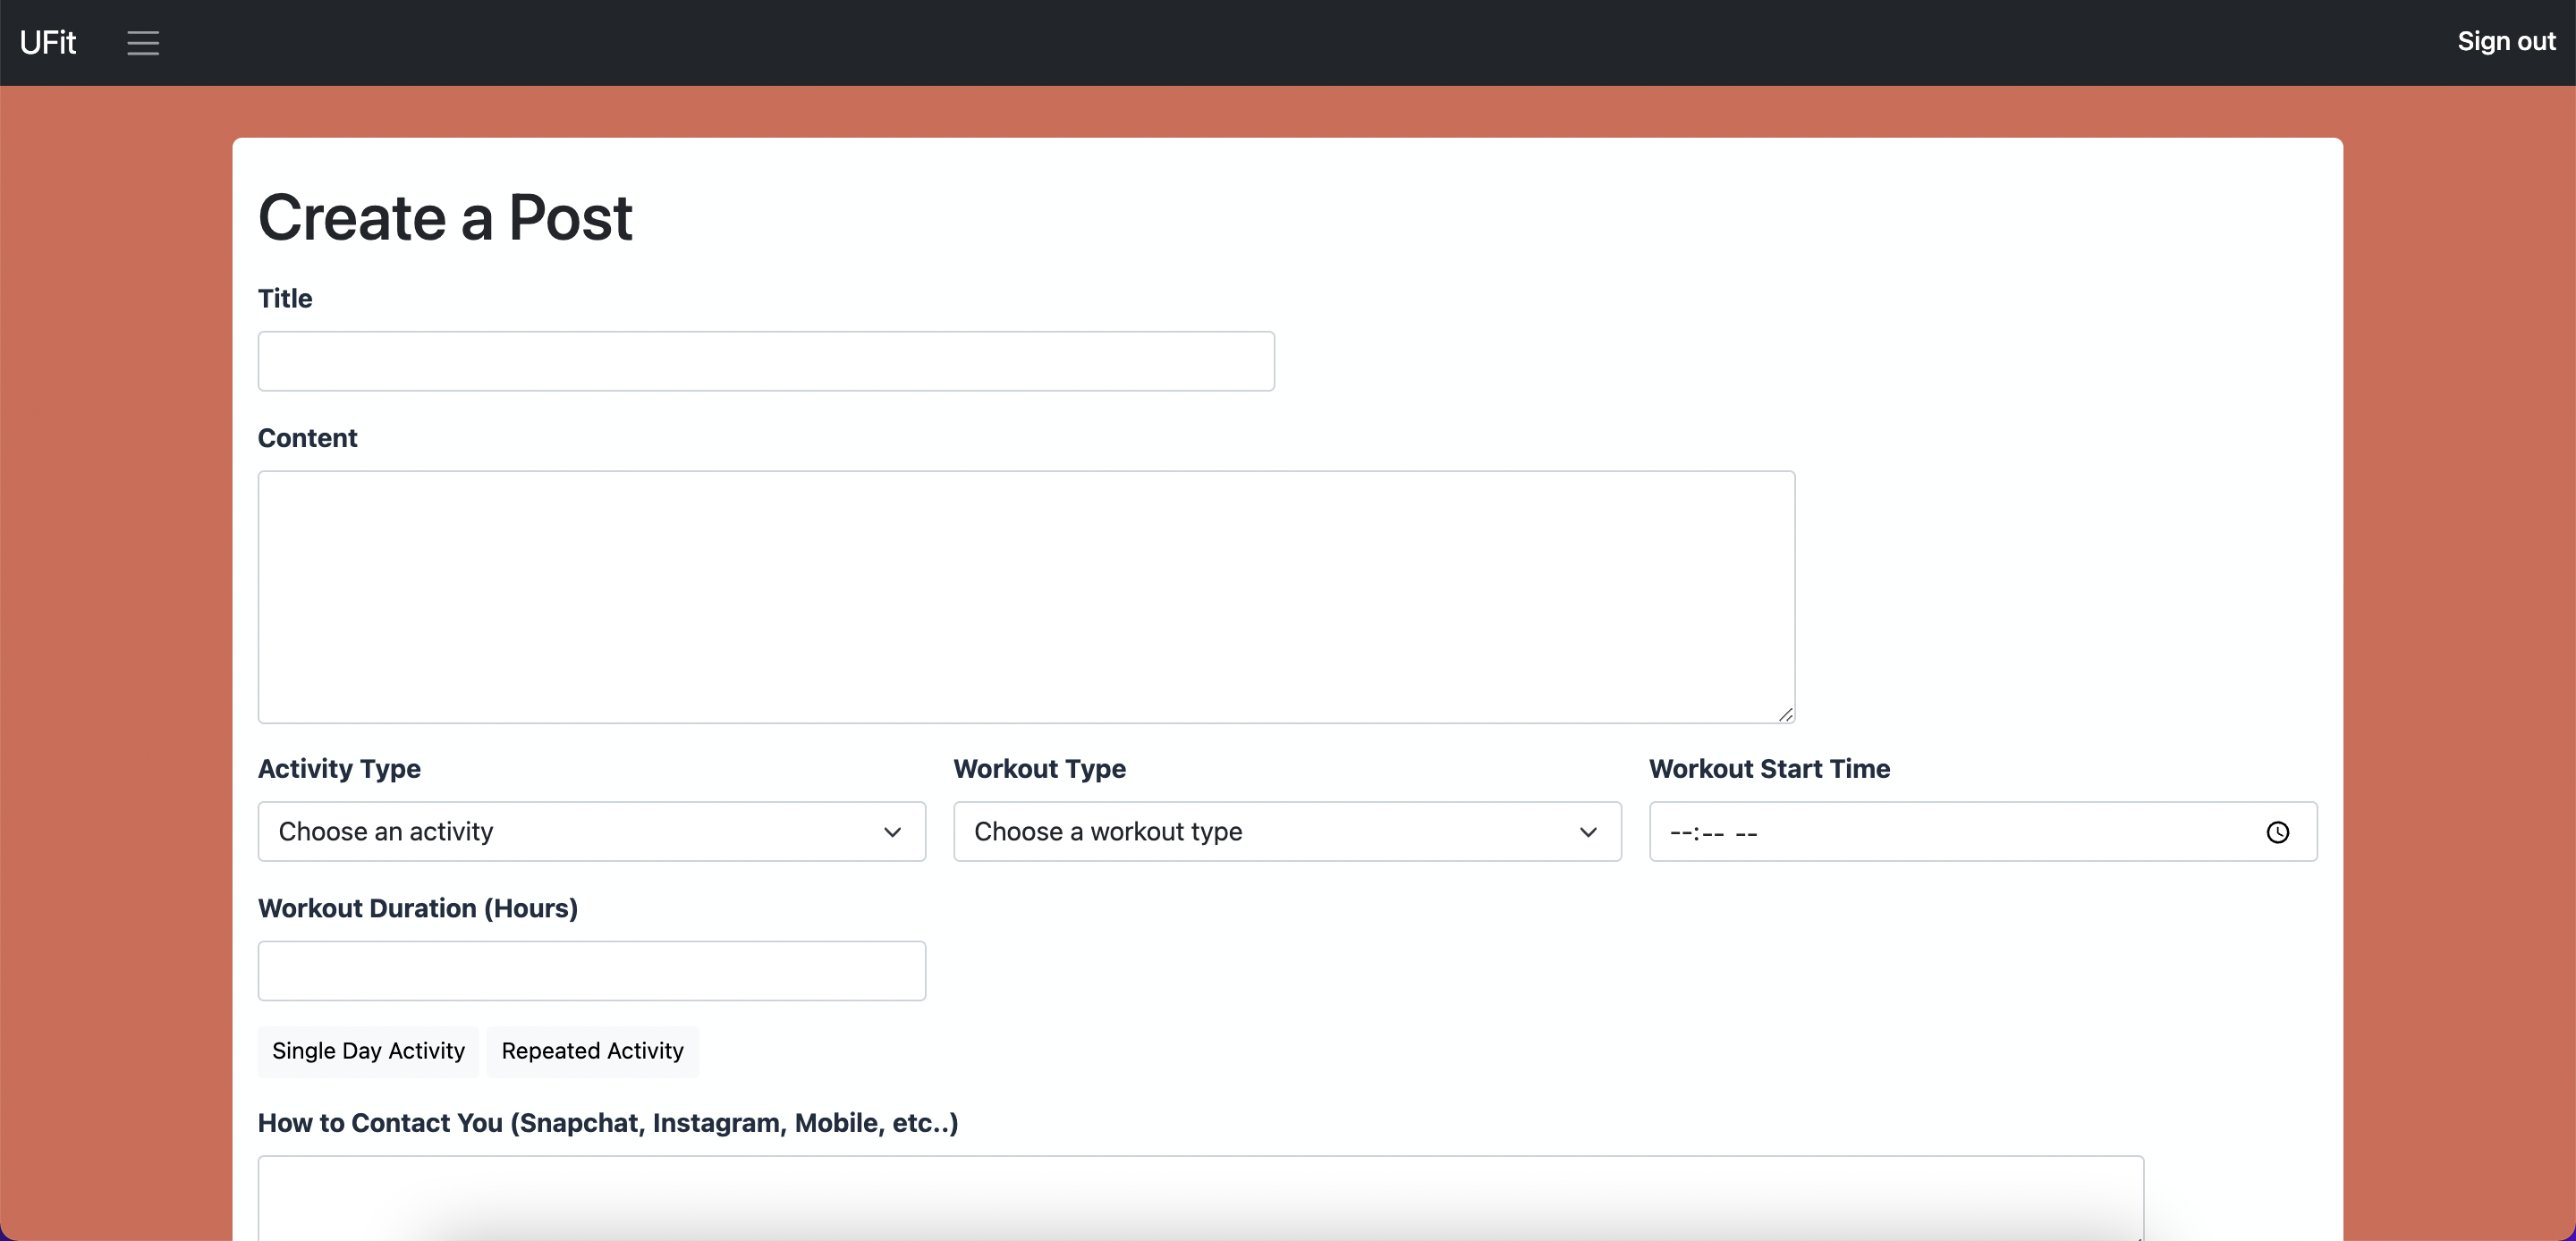 UFit
Sign out
Create a Post
Title
Content
Activity Type
Workout Type
Workout Start Time
Choose an activity
Choose a workout type
--:-- --
Workout Duration (Hours)
Single Day Activity
Repeated Activity
How to Contact You (Snapchat, Instagram, Mobile, etc..)